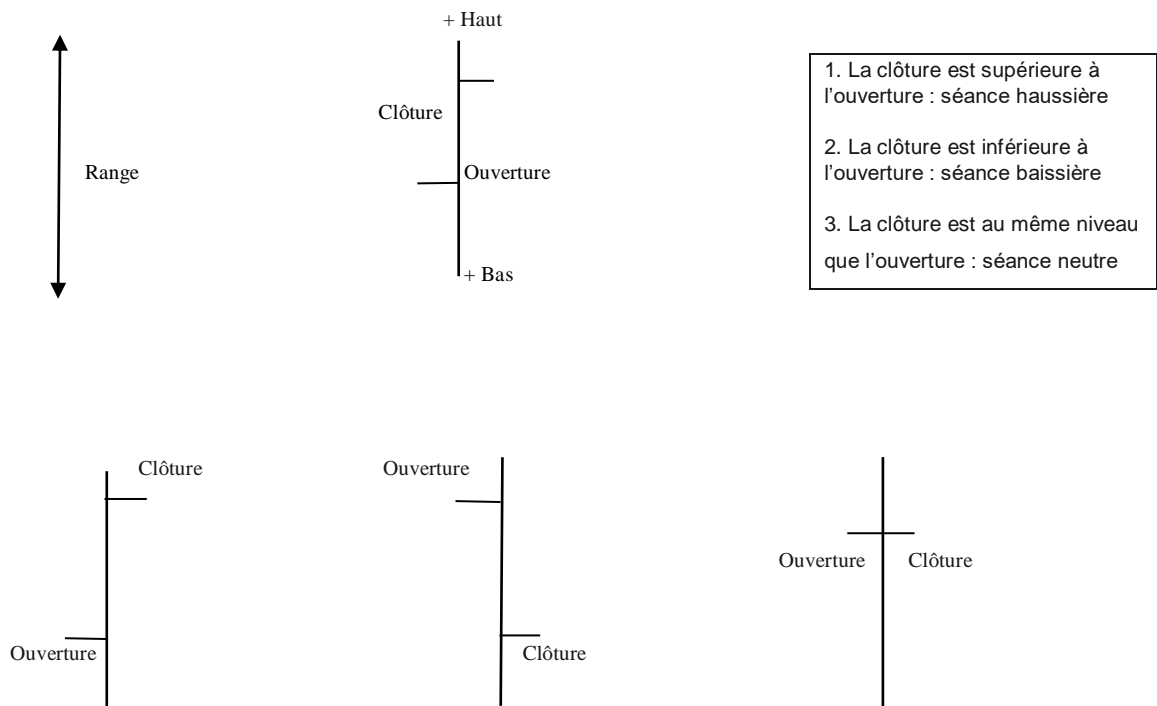 + Haut
Clôture
Range
Ouverture
+ Bas
1. La clôture est supérieure à
l’ouverture : séance haussière
2. La clôture est inférieure à
l’ouverture : séance baissière
3. La clôture est au même niveau
que l’ouverture : séance neutre
Clôture
Ouverture
Ouverture
Clôture
Ouverture
Clôture